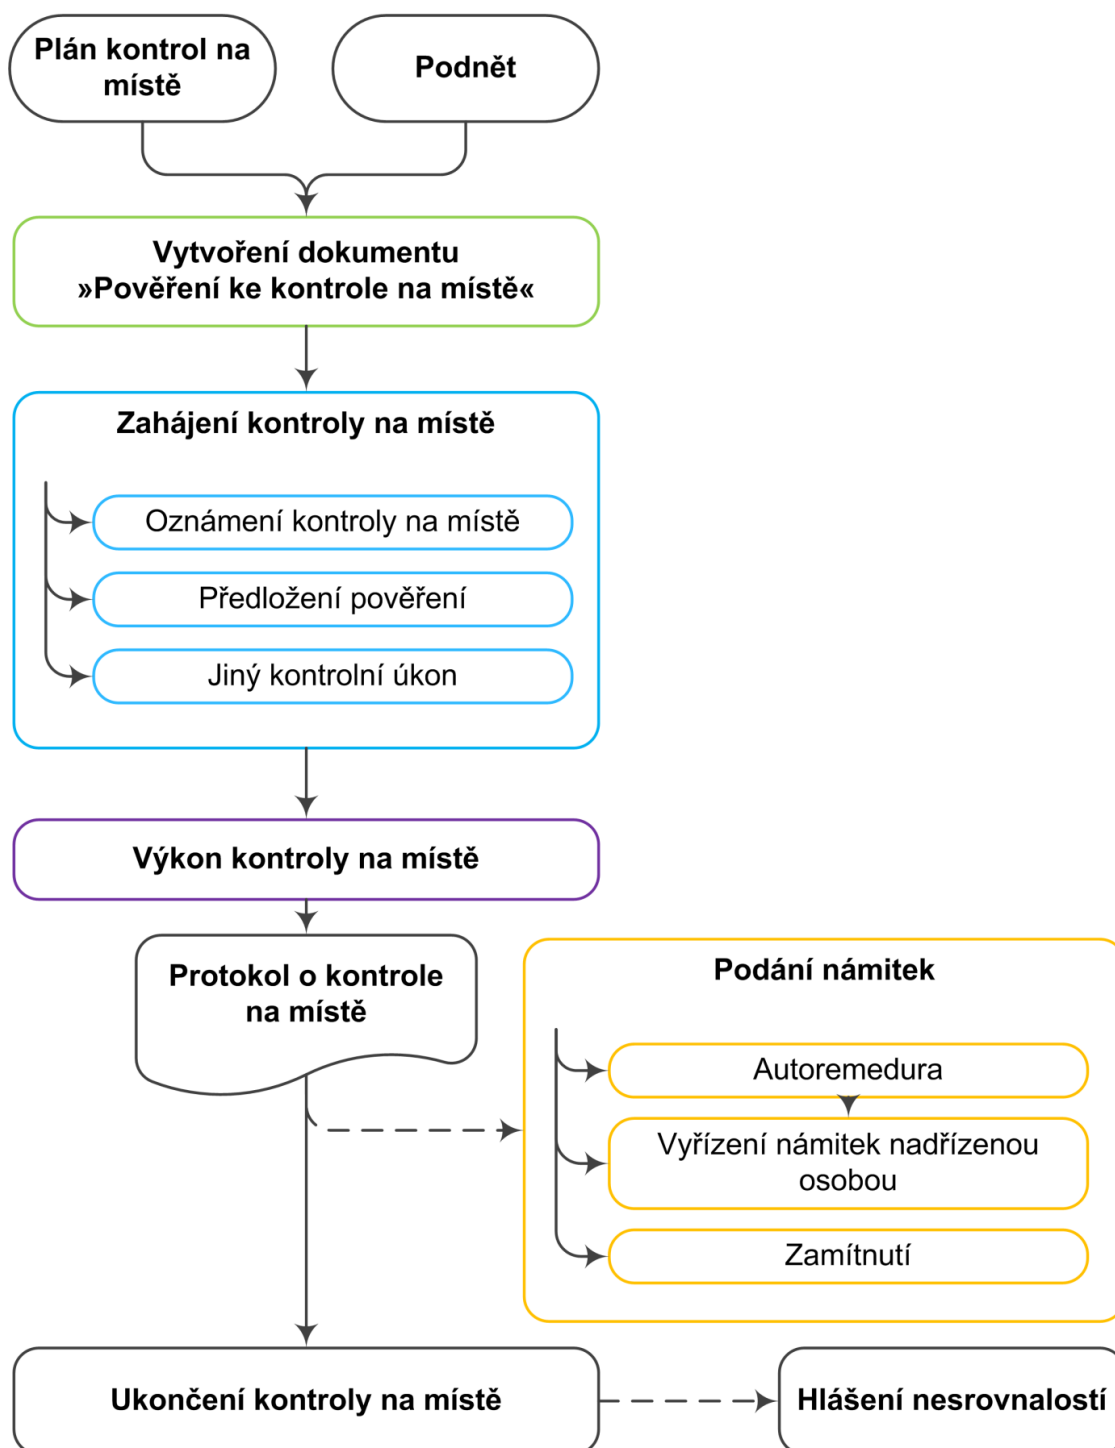 Plán kontrol na
místě
Podnět
Vytvoření dokumentu
»Pověření ke kontrole na místě«
Zahájení kontroly na místě
Oznámení kontroly na místě
Předložení pověření
Jiný kontrolní úkon
Výkon kontroly na místě
Protokol o kontrole
na místě
Podání námitek
Autoremedura
Vyřízení námitek nadřízenou
osobou
Zamítnutí
Ukončení kontroly na místě
Hlášení nesrovnalostí